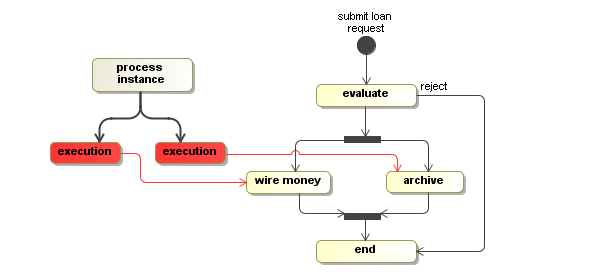 submit loan
request
process
instance
evaluate
reject
execution
execution
wire money
archive
end